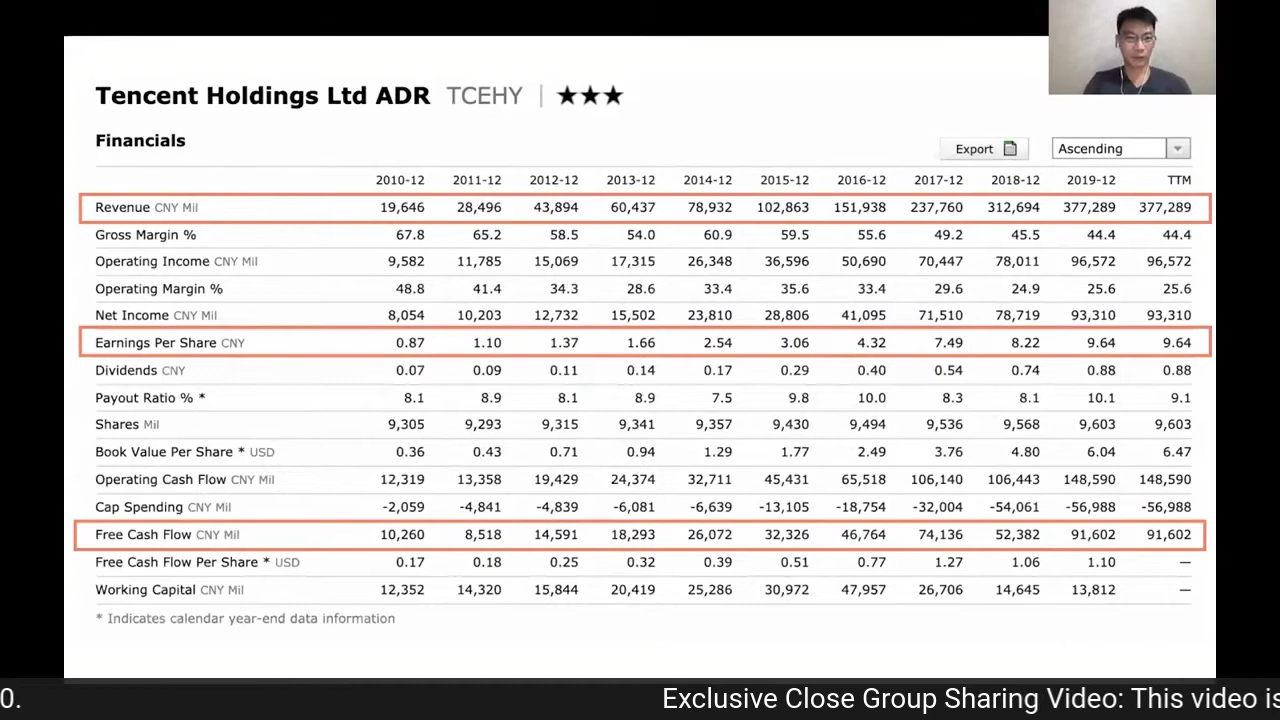 Tencent Holdings Ltd ADR TCEHY | ★★★
Financials
Export Ascending
2010-12 2011-12 2012-12 2013-12 2014-12 2015-12 2016-12 2017-12 2018-12 2019-12 TTM
Revenue CNY Mil 19,646 28,496 43,894 60,437 78,932 102,863 151,938 237,760 312,694 377,289 377,289
Gross Margin % 67.8 65.2 58.5 54.0 60.9 59.5 55.6 49.2 45.5 44.4 44.4
Operating Income CNY Mil 9,582 11,785 15,069 17,315 26,348 36,596 50,690 70,447 78,011 96,572 96,572
Operating Margin % 48.8 41.4 34.3 28.6 33.4 35.6 33.4 29.6 24.9 25.6 25.6
Net Income CNY Mil 8,054 10,203 12,732 15,502 23,810 28,806 41,095 71,510 78,719 93,310 93,310
Earnings Per Share CNY 0.87 1.10 1.37 1.66 2.54 3.06 4.32 7.49 8.22 9.64 9.64
Dividends CNY 0.07 0.09 0.11 0.14 0.17 0.29 0.40 0.54 0.74 0.88 0.88
Payout Ratio % * 8.1 8.9 8.1 8.9 7.5 9.8 10.0 8.3 8.1 10.1 9.1
Shares Mil 9,305 9,293 9,315 9,341 9,357 9,430 9,494 9,536 9,568 9,603 9,603
Book Value Per Share * USD 0.36 0.43 0.71 0.94 1.29 1.77 2.49 3.76 4.80 6.04 6.47
Operating Cash Flow CNY Mil 12,319 13,358 19,429 24,374 32,711 45,431 65,518 106,140 106,443 148,590 148,590
Cap Spending CNY Mil -2,059 -4,841 -4,839 -6,081 -6,639 -13,105 -18,754 -32,004 -54,061 -56,988 -56,988
Free Cash Flow CNY Mil 10,260 8,518 14,591 18,293 26,072 32,326 46,764 74,136 52,382 91,602 91,602
Free Cash Flow Per Share * USD 0.17 0.18 0.25 0.32 0.39 0.51 0.77 1.27 1.06 1.10 —
Working Capital CNY Mil 12,352 14,320 15,844 20,419 25,286 30,972 47,957 26,706 14,645 13,812 —
* Indicates calendar year-end data information
0. Exclusive Close Group Sharing Video: This video is